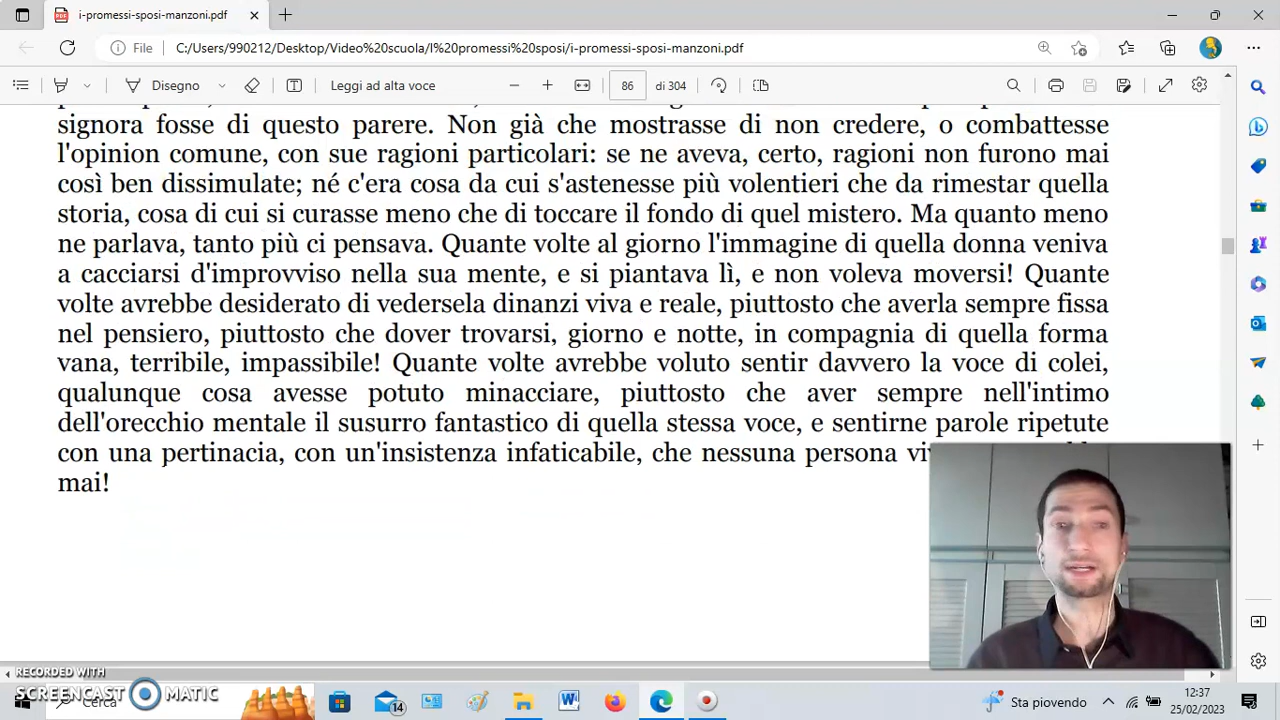 i-promessi-sposi-manzoni.pdf
File C:/Users/990212/Desktop/Video%20scuola/I%20promessi%20sposi/i-promessi-sposi-manzoni.pdf
Disegno Leggi ad alta voce 86 di 304
signora fosse di questo parere. Non già che mostrasse di non credere, o combattesse
l'opinion comune, con sue ragioni particolari: se ne aveva, certo, ragioni non furono mai
così ben dissimulate; né c'era cosa da cui s'astenesse più volentieri che da rimestar quella
storia, cosa di cui si curasse meno che di toccare il fondo di quel mistero. Ma quanto meno
ne parlava, tanto più ci pensava. Quante volte al giorno l'immagine di quella donna veniva
a cacciarsi d'improvviso nella sua mente, e si piantava lì, e non voleva moversi! Quante
volte avrebbe desiderato di vedersela dinanzi viva e reale, piuttosto che averla sempre fissa
nel pensiero, piuttosto che dover trovarsi, giorno e notte, in compagnia di quella forma
vana, terribile, impassibile! Quante volte avrebbe voluto sentir davvero la voce di colei,
qualunque cosa avesse potuto minacciare, piuttosto che aver sempre nell'intimo
dell'orecchio mentale il susurro fantastico di quella stessa voce, e sentirne parole ripetute
con una pertinacia, con un'insistenza infaticabile, che nessuna persona
mai!
RECORDED WITH
SCREENCAST MATIC
Cerca
14
Sta piovendo
12:37
25/02/2023